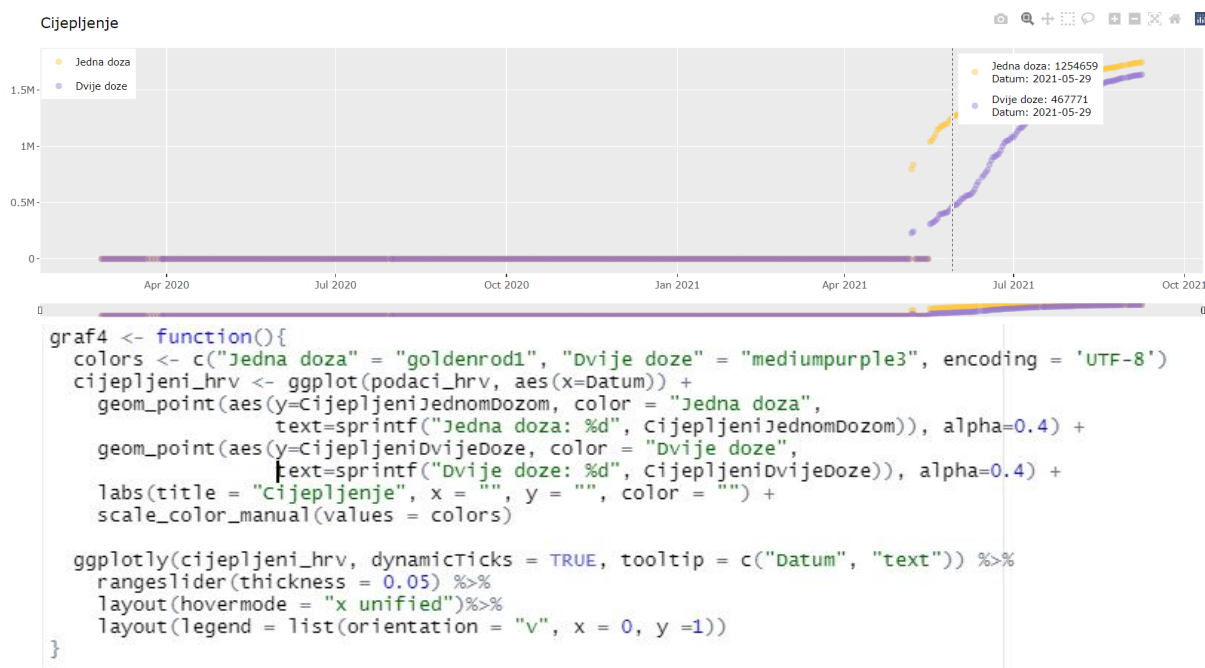 Cijepljenje
Jedna doza
Dvije doze
Jedna doza: 1254659
Datum: 2021-05-29
Dvije doze: 467771
Datum: 2021-05-29
1.5M
1M
0.5M
0
Apr 2020
Jul 2020
Oct 2020
Jan 2021
Apr 2021
Jul 2021
Oct 2021
graf4 <- function(){
  colors <- c("Jedna doza" = "goldenrod1", "Dvije doze" = "mediumpurple3", encoding = 'UTF-8')
  cijepljeni_hrv <- ggplot(podaci_hrv, aes(x=Datum)) +
    geom_point(aes(y=CijepljeniJednomDozom, color = "Jedna doza",
                   text=sprintf("Jedna doza: %d", CijepljeniJednomDozom)), alpha=0.4) +
    geom_point(aes(y=CijepljeniDvijeDoze, color = "Dvije doze",
                   text=sprintf("Dvije doze: %d", CijepljeniDvijeDoze)), alpha=0.4) +
    labs(title = "Cijepljenje", x = "", y = "", color = "") +
    scale_color_manual(values = colors)
  ggplotly(cijepljeni_hrv, dynamicTicks = TRUE, tooltip = c("Datum", "text")) %>%
    rangeslider(thickness = 0.05) %>%
    layout(hovermode = "x unified")%>%
    layout(legend = list(orientation = "v", x = 0, y =1))
}